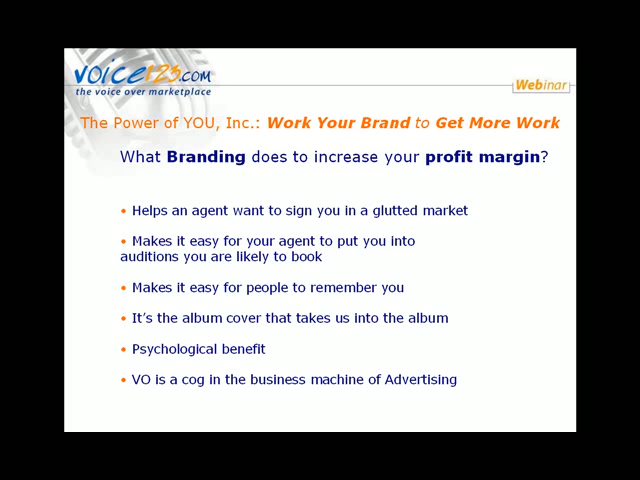 voice123.com
the voice over marketplace
Webinar
The Power of YOU, Inc.: Work Your Brand to Get More Work
What Branding does to increase your profit margin?
• Helps an agent want to sign you in a glutted market
• Makes it easy for your agent to put you into
auditions you are likely to book
• Makes it easy for people to remember you
• It's the album cover that takes us into the album
• Psychological benefit
• VO is a cog in the business machine of Advertising